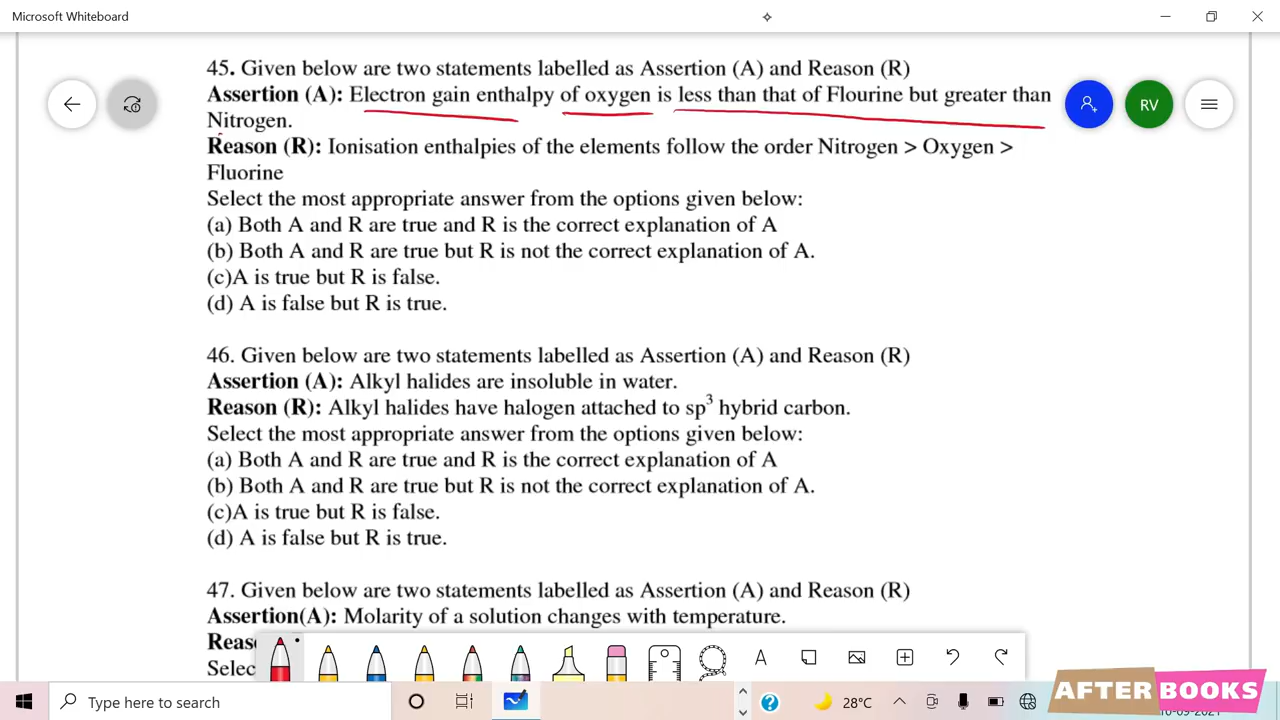 Microsoft Whiteboard
45. Given below are two statements labelled as Assertion (A) and Reason (R)
Assertion (A): Electron gain enthalpy of oxygen is less than that of Flourine but greater than
Nitrogen.
RV
Reason (R): Ionisation enthalpies of the elements follow the order Nitrogen > Oxygen >
Fluorine
Select the most appropriate answer from the options given below:
(a) Both A and R are true and R is the correct explanation of A
(b) Both A and R are true but R is not the correct explanation of A.
(c)A is true but R is false.
(d) A is false but R is true.
46. Given below are two statements labelled as Assertion (A) and Reason (R)
Assertion (A): Alkyl halides are insoluble in water.
Reason (R): Alkyl halides have halogen attached to sp³ hybrid carbon.
Select the most appropriate answer from the options given below:
(a) Both A and R are true and R is the correct explanation of A
(b) Both A and R are true but R is not the correct explanation of A.
(c)A is true but R is false.
(d) A is false but R is true.
47. Given below are two statements labelled as Assertion (A) and Reason (R)
Assertion(A): Molarity of a solution changes with temperature.
Reas
Selec
Type here to search
28°C
AFTERBOOKS